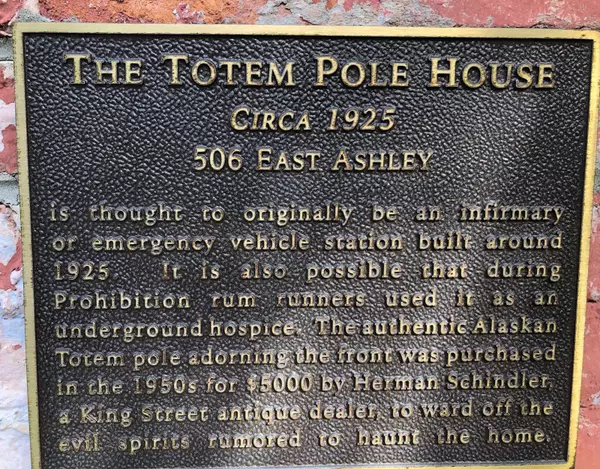 THE TOTEM POLE HOUSE
CIRCA 1925
506 EAST ASHLEY
is thought to originally be an infirmary
or emergency vehicle station built around
1925. It is also possible that during
Prohibition rum runners used it as an
underground hospice. The authentic Alaskan
Totem pole adorning the front was purchased
in the 1950s for $5000 by Herman Schindler,
a King Street antique dealer, to ward off the
evil spirits rumored to haunt the home.